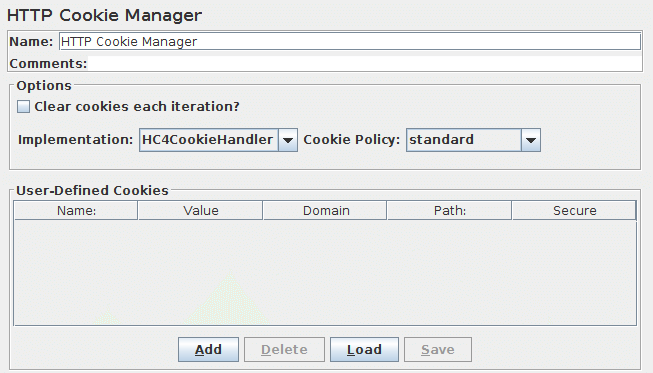 HTTP Cookie Manager
Name: HTTP Cookie Manager
Comments:
Options
Clear cookies each iteration?
Implementation: HC4CookieHandler Cookie Policy: standard
User-Defined Cookies
Name: Value Domain Path: Secure
Add Delete Load Save